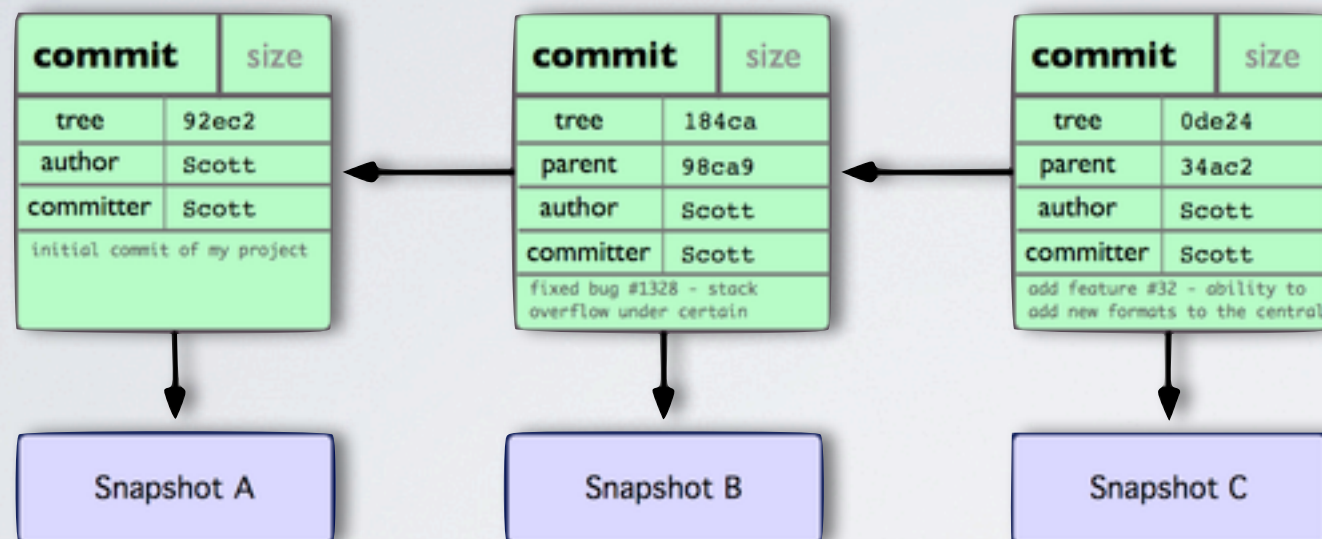 commit size
tree 92ec2
author Scott
committer Scott
initial commit of my project
Snapshot A
commit size
tree 184ca
parent 98ca9
author Scott
committer Scott
fixed bug #1328 - stack
overflow under certain
Snapshot B
commit size
tree 0de24
parent 34ac2
author Scott
committer Scott
add feature #32 - ability to
add new formats to the central
Snapshot C